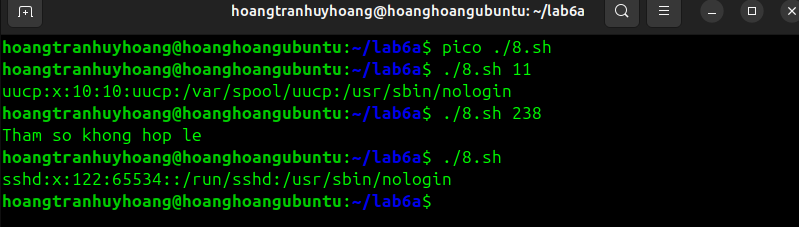 hoangtranhuyhoang@hoanghoangubuntu: ~/lab6a
hoangtranhuyhoang@hoanghoangubuntu:~/lab6a$ pico ./8.sh
hoangtranhuyhoang@hoanghoangubuntu:~/lab6a$ ./8.sh 11
uucp:x:10:10:uucp:/var/spool/uucp:/usr/sbin/nologin
hoangtranhuyhoang@hoanghoangubuntu:~/lab6a$ ./8.sh 238
Tham so khong hop le
hoangtranhuyhoang@hoanghoangubuntu:~/lab6a$ ./8.sh
sshd:x:122:65534::/run/sshd:/usr/sbin/nologin
hoangtranhuyhoang@hoanghoangubuntu:~/lab6a$